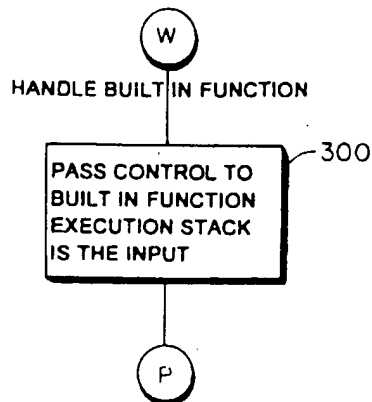 W
HANDLE BUILT IN FUNCTION
300
PASS CONTROL TO
BUILT IN FUNCTION
EXECUTION STACK
IS THE INPUT
P